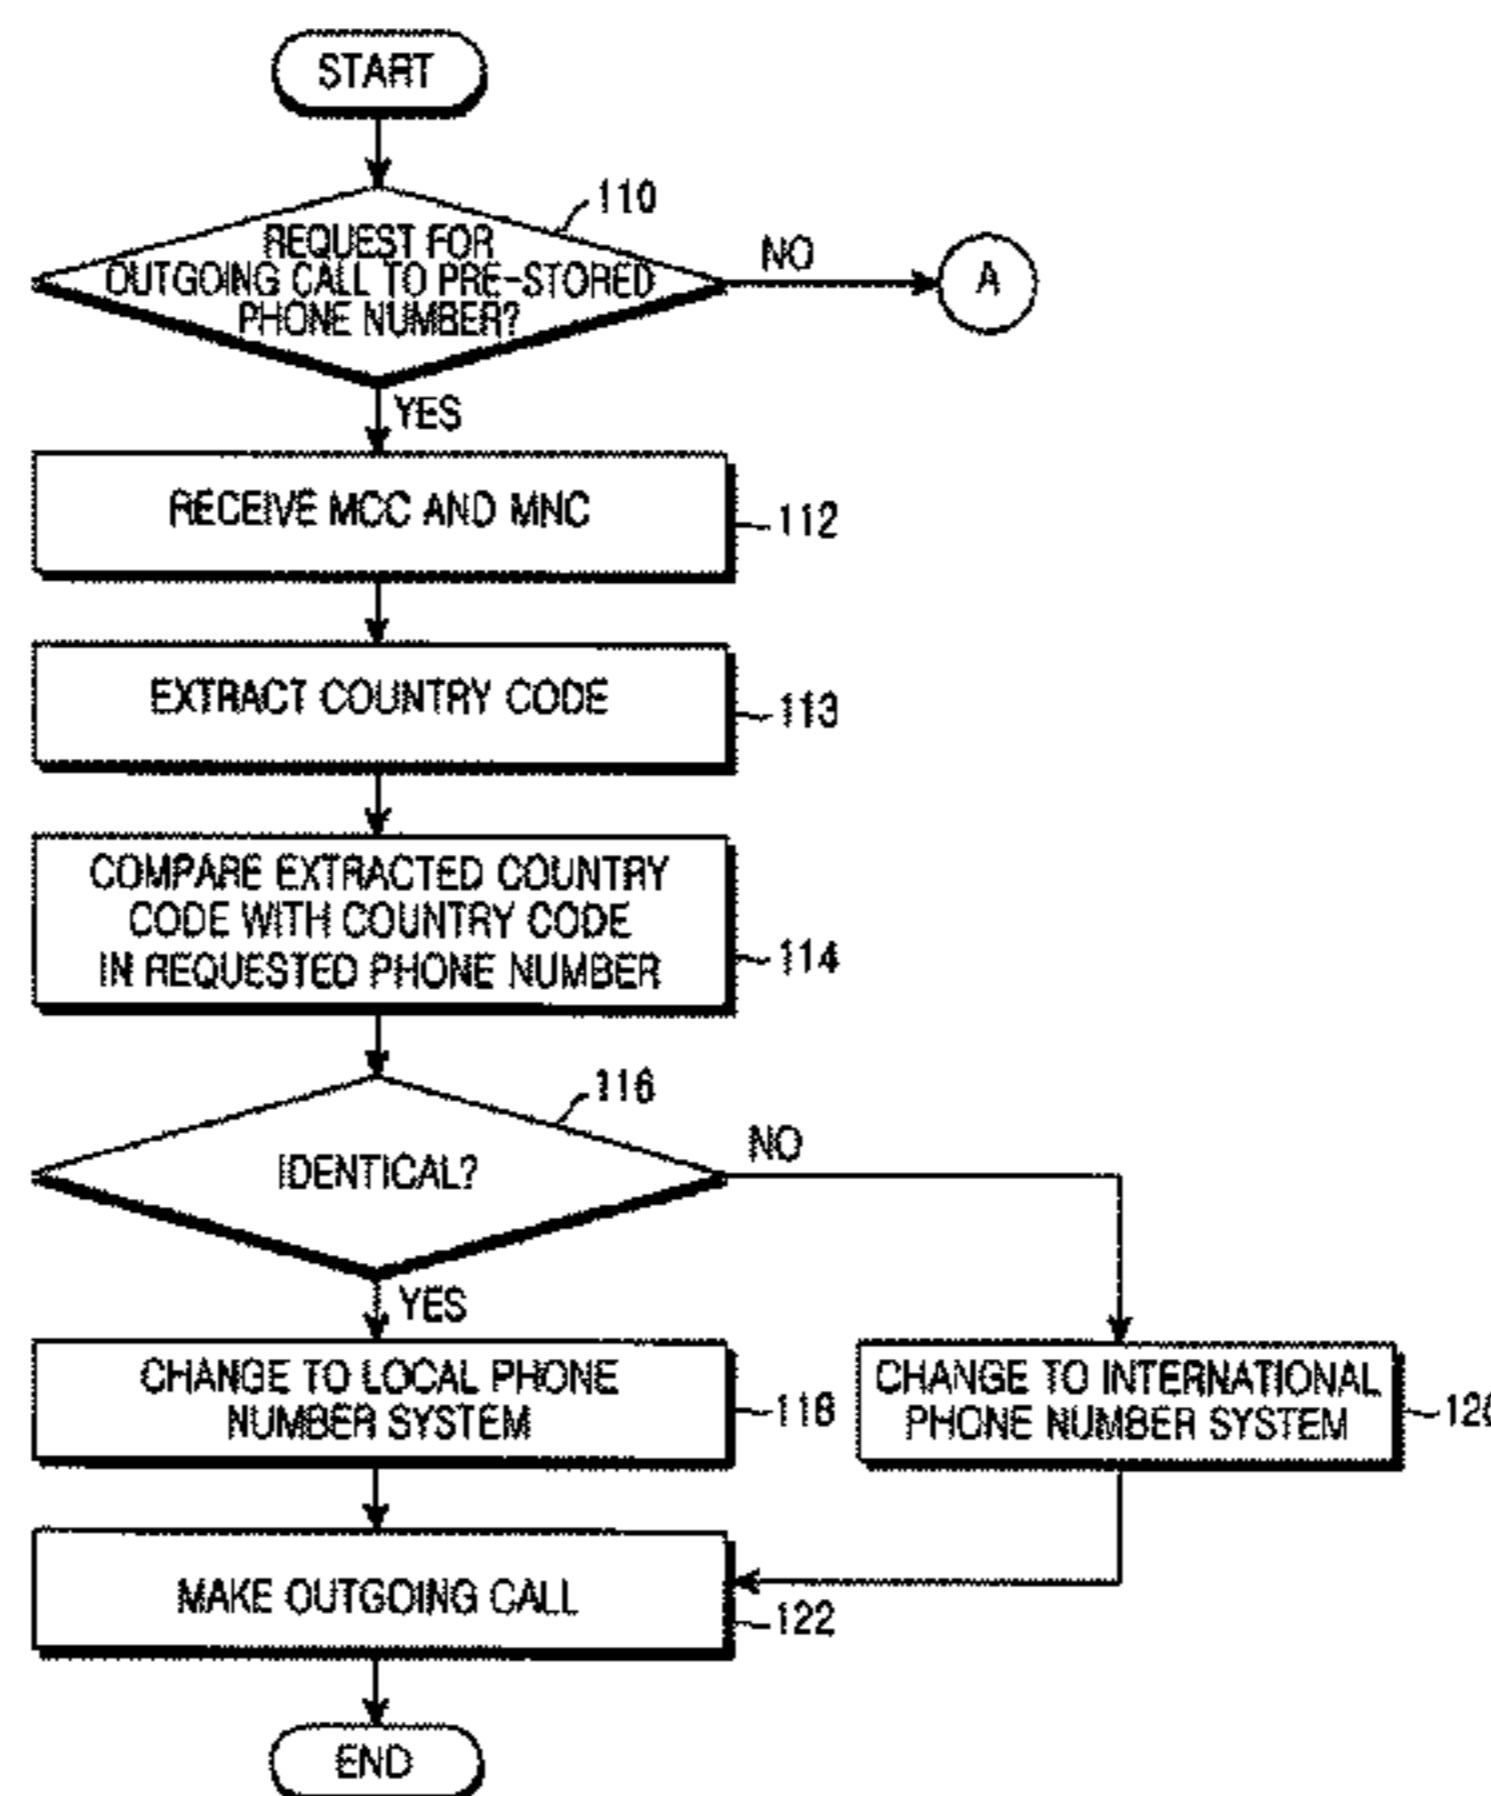 START
110
REQUEST FOR
OUTGOING CALL TO PRE-STORED
PHONE NUMBER?
NO
A
YES
RECEIVE MCC AND MNC
112
EXTRACT COUNTRY CODE
113
COMPARE EXTRACTED COUNTRY
CODE WITH COUNTRY CODE
IN REQUESTED PHONE NUMBER
114
116
IDENTICAL?
NO
YES
CHANGE TO LOCAL PHONE
NUMBER SYSTEM
118
CHANGE TO INTERNATIONAL
PHONE NUMBER SYSTEM
MAKE OUTGOING CALL
122
END